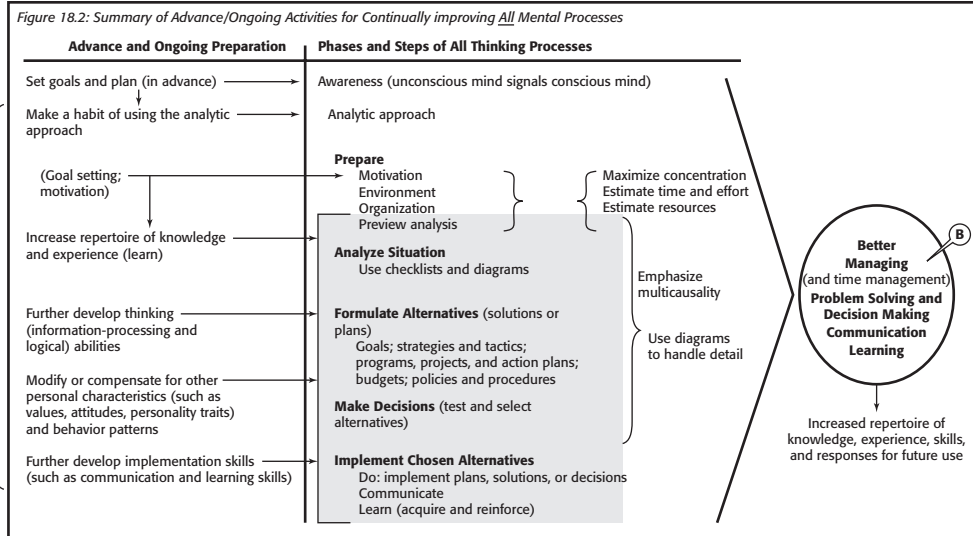 Figure 18.2: Summary of Advance/Ongoing Activities for Continually improving All Mental Processes
Advance and Ongoing Preparation
Phases and Steps of All Thinking Processes
Set goals and plan (in advance)
Awareness (unconscious mind signals conscious mind)
Make a habit of using the analytic
approach
Analytic approach
(Goal setting;
motivation)
Prepare
Motivation
Environment
Organization
Preview analysis
Maximize concentration
Estimate time and effort
Estimate resources
Increase repertoire of knowledge
and experience (learn)
Analyze Situation
Use checklists and diagrams
Emphasize
multicausality
Further develop thinking
(information-processing and
logical) abilities
Formulate Alternatives (solutions or
plans)
Goals; strategies and tactics;
programs, projects, and action plans;
budgets; policies and procedures
Use diagrams
to handle detail
Modify or compensate for other
personal characteristics (such as
values, attitudes, personality traits)
and behavior patterns
Make Decisions (test and select
alternatives)
Further develop implementation skills
(such as communication and learning skills)
Implement Chosen Alternatives
Do: implement plans, solutions, or decisions
Communicate
Learn (acquire and reinforce)
B
Better
Managing
(and time management)
Problem Solving and
Decision Making
Communication
Learning
Increased repertoire of
knowledge, experience, skills,
and responses for future use